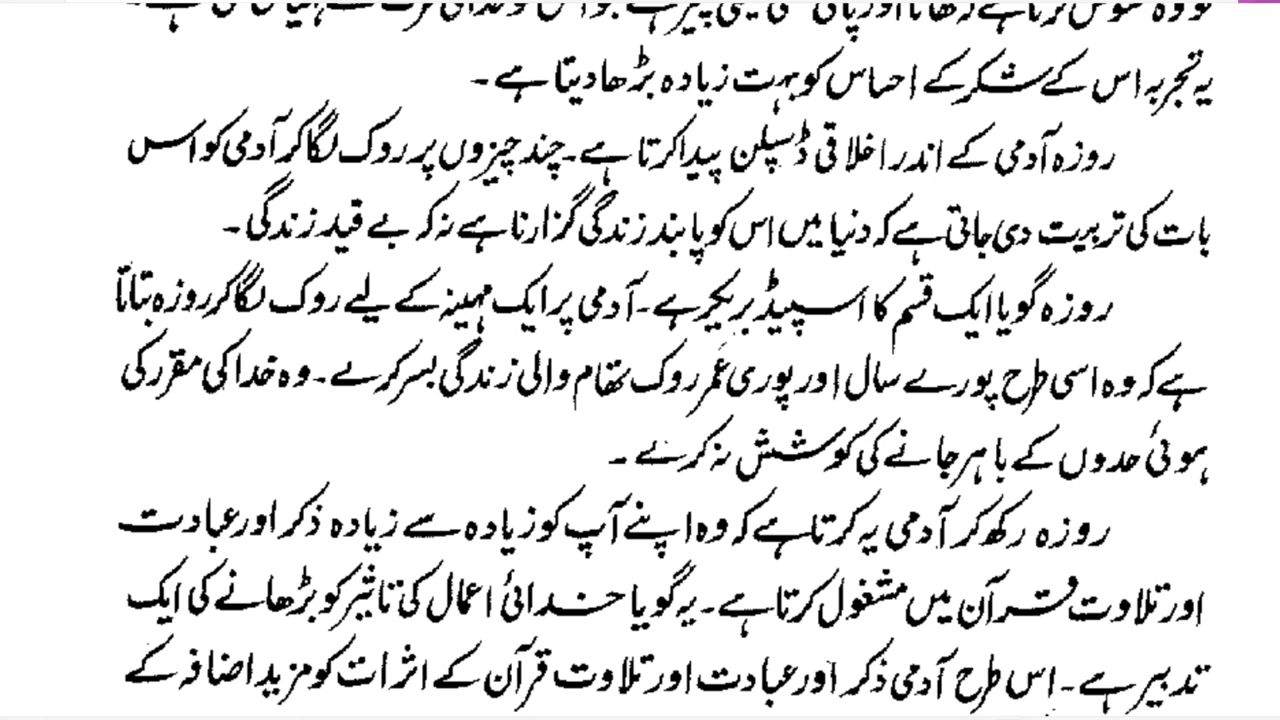 یہ تجربہ اس کے شکر کے احساس کو بہت زیادہ بڑھا دیتا ہے۔
روزہ آدمی کے اندر اخلاقی ڈسپلن پیدا کرتا ہے۔ چند چیزوں پر روک لگا کر آدمی کو اس
بات کی تربیت دی جاتی ہے کہ دنیا میں اس کو پابند زندگی گزارنا ہے نہ کہ بے قید زندگی۔
روزہ گویا ایک قسم کا اسپیڈ بریکر ہے۔ آدمی پر ایک مہینہ کے لیے روک لگا کر روزہ بتاتا
ہے کہ وہ اسی طرح پورے سال اور پوری عمر روک تھام والی زندگی بسر کرے۔ وہ خدا کی مقرر کی
ہوئی حدوں کے باہر جانے کی کوشش نہ کرے۔
روزہ رکھ کر آدمی یہ کرتا ہے کہ وہ اپنے آپ کو زیادہ سے زیادہ ذکر اور عبادت
اور تلاوت قرآن میں مشغول کرتا ہے۔ یہ گویا خدائی اعمال کی تاثیر کو بڑھانے کی ایک
تدبیر ہے۔ اس طرح آدمی ذکر اور عبادت اور تلاوت قرآن کے اثرات کو مزید اضافہ کے